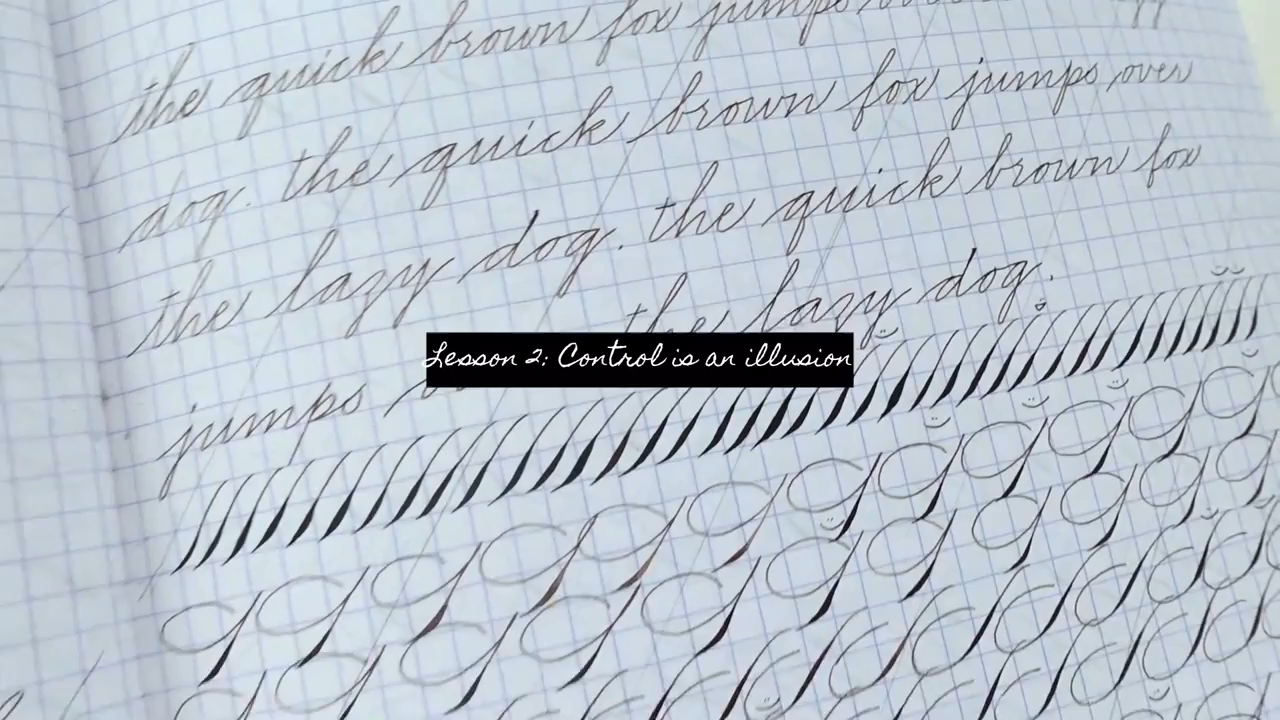 the quick brown fox jumps
dog. the quick brown fox jumps over
the lazy dog. the quick brown fox
jumps the lazy dog.
Lesson 2: Control is an illusion